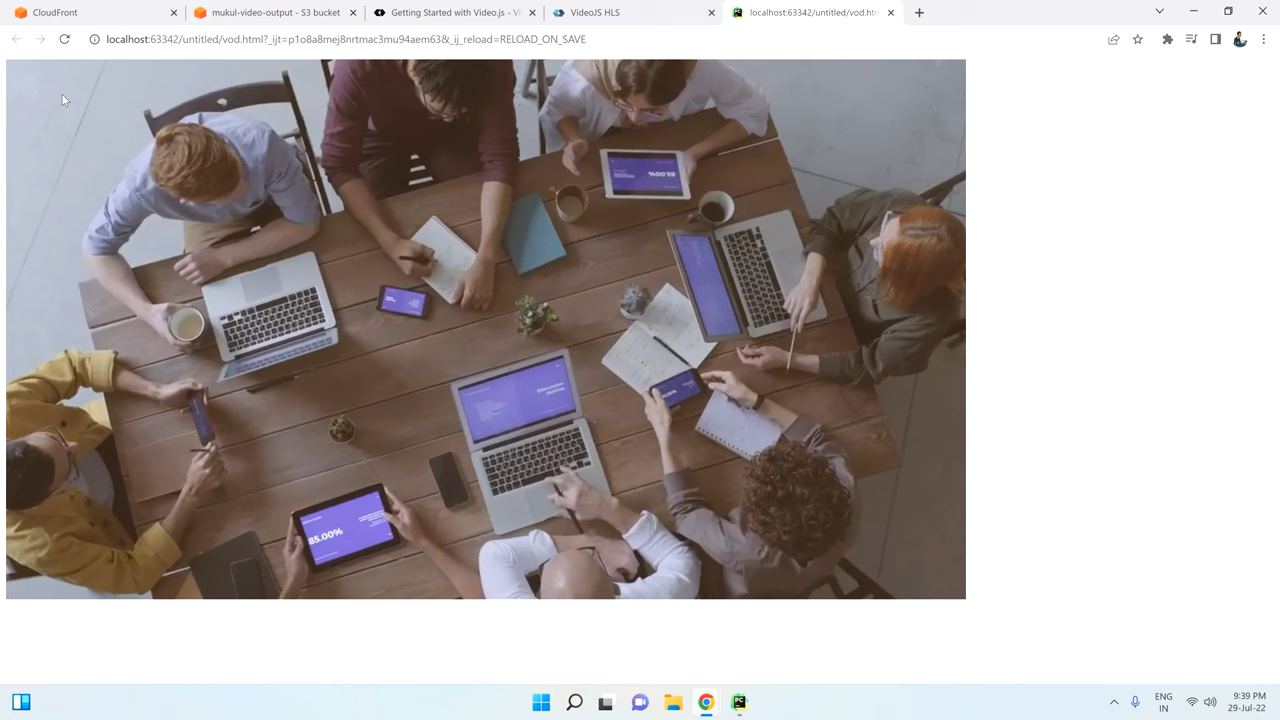 CloudFront
mukul-video-output - S3 bucket
Getting Started with Video.js - Vi
VideoJS HLS
localhost:63342/untitled/vod.htm
localhost:63342/untitled/vod.html?_ijt=p1o8a8mej8nrtmac3mu94aem63&_ij_reload=RELOAD_ON_SAVE
85.00%
85.00%
ENG
IN
9:39 PM
29-Jul-22